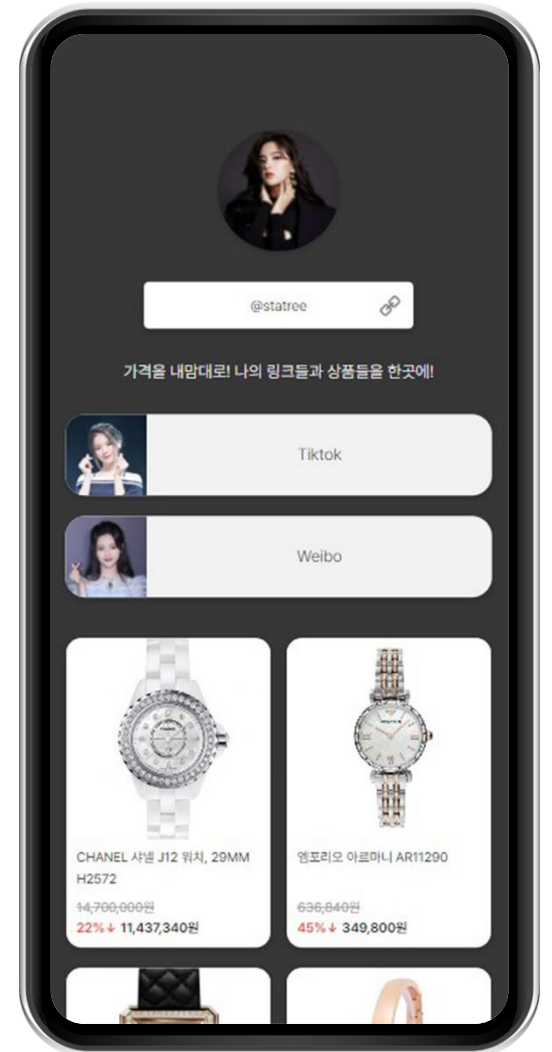 @statree
가격을 내맘대로! 나의 링크들과 상품들을 한곳에!
Tiktok
Weibo
CHANEL 샤넬 J12 워치, 29MM
H2572
14,700,000원
22%↓ 11,437,340원
엠포리오 아르마니 AR11290
636,840원
45%↓ 349,800원